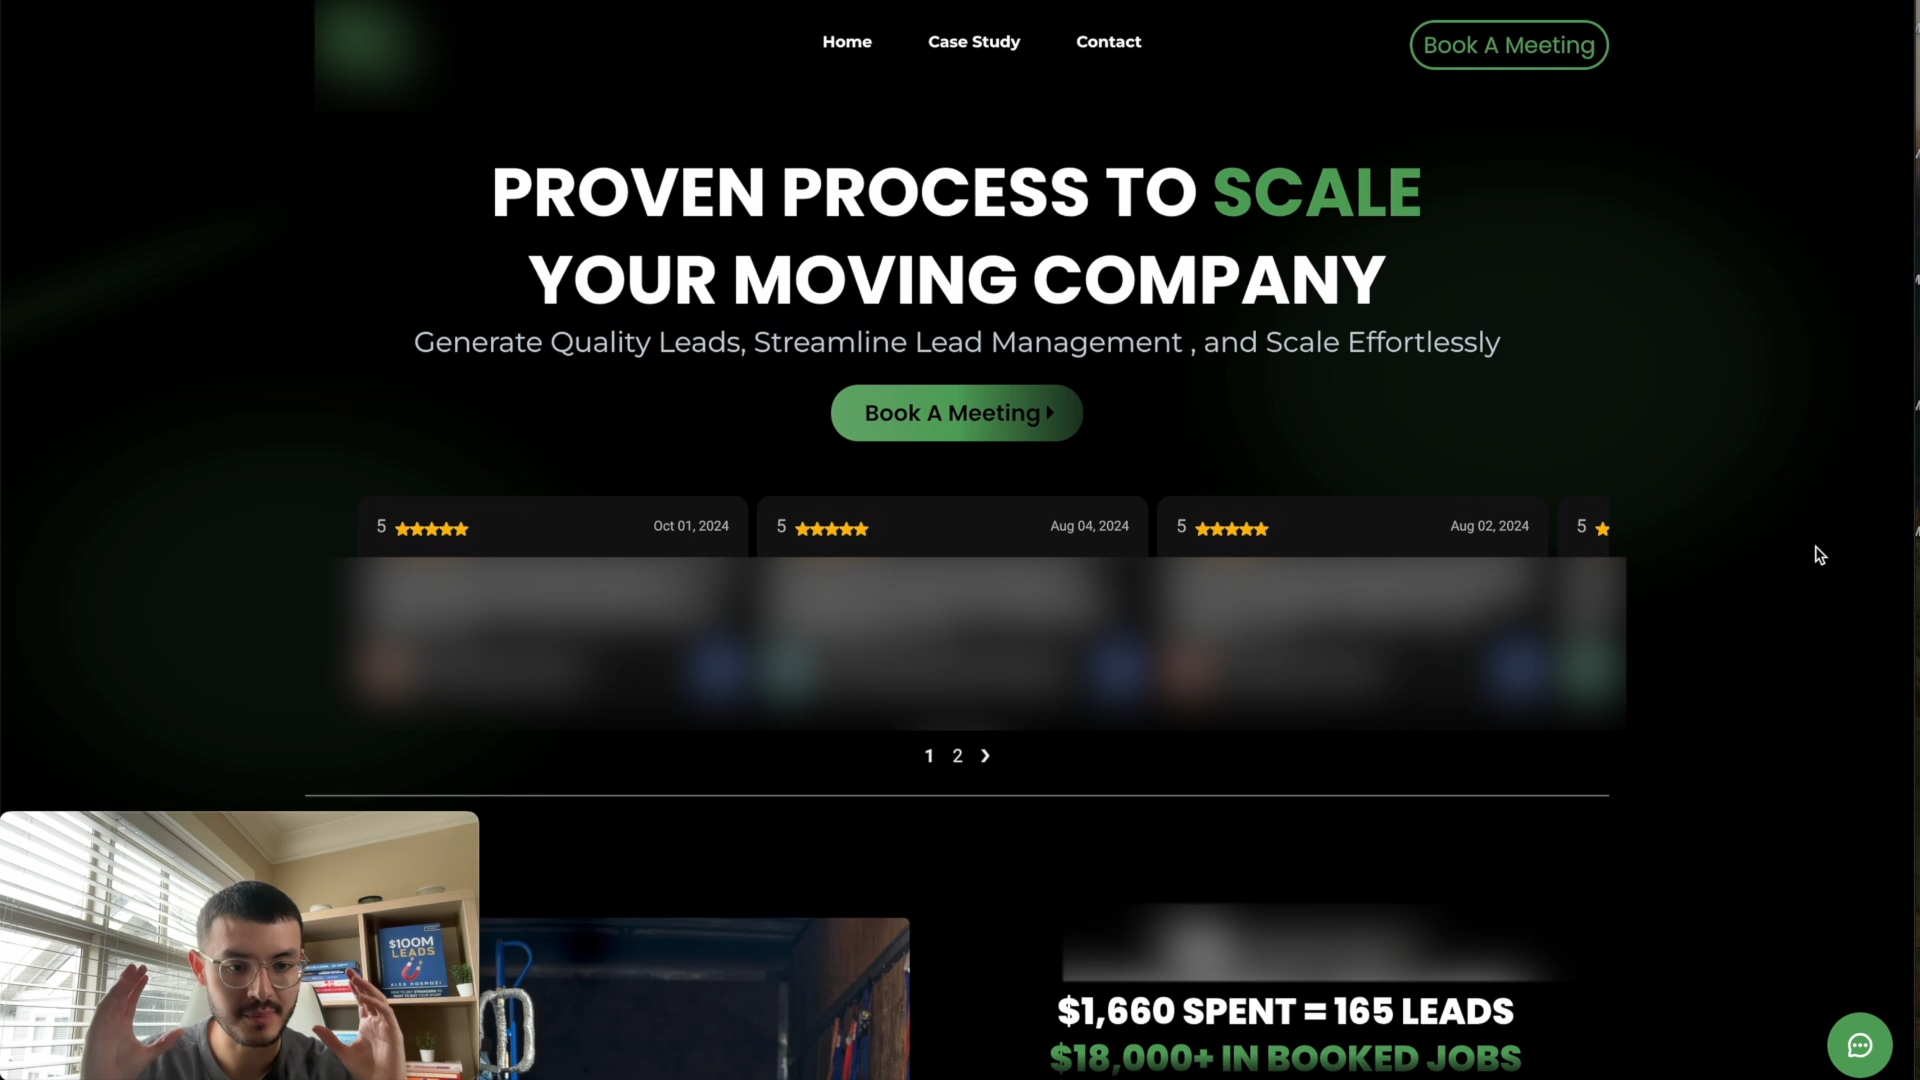 Home
Case Study
Contact
Book A Meeting
PROVEN PROCESS TO SCALE
YOUR MOVING COMPANY
Generate Quality Leads, Streamline Lead Management , and Scale Effortlessly
Book A Meeting
5
Oct 01, 2024
5
Aug 04, 2024
5
Aug 02, 2024
5
1 2
$100M
LEADS
ALEX HORMOZI
$1,660 SPENT = 165 LEADS
$18,000+ IN BOOKED JOBS